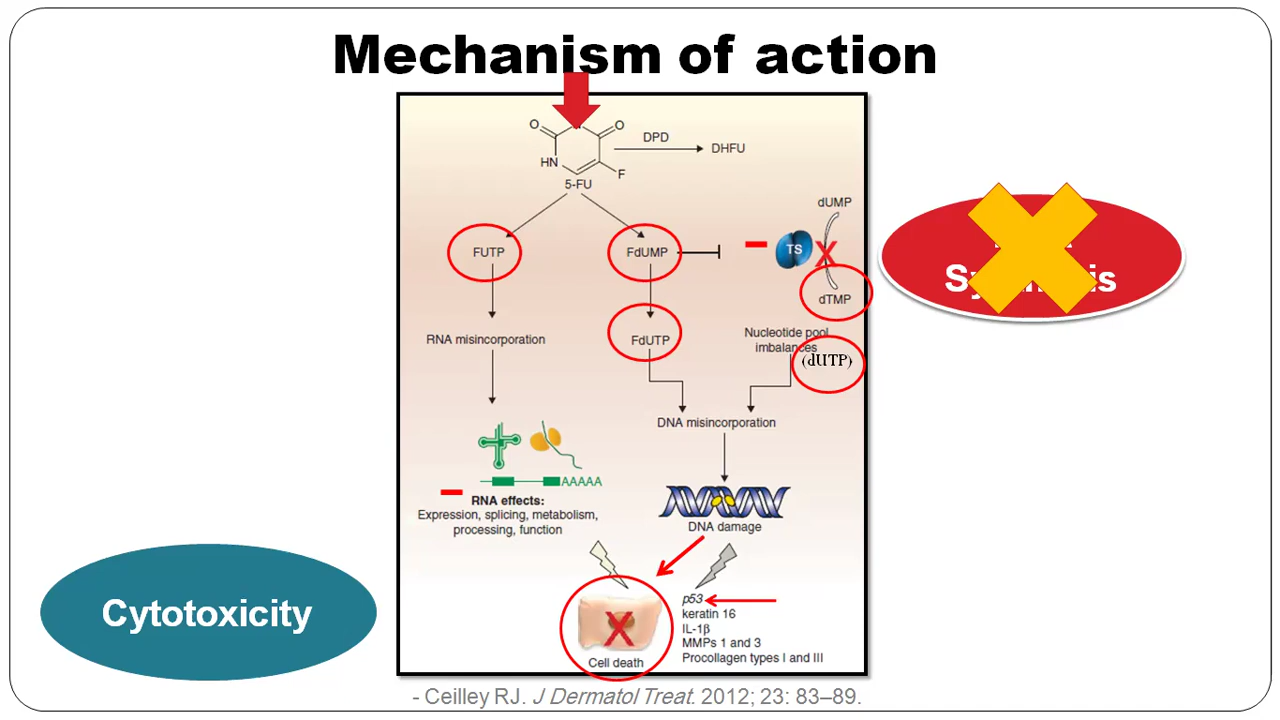 Mechanism of action
O
O
HN
F
5-FU
DPD
DHFU
FUTP
FdUMP
TS
dUMP
dTMP
RNA misincorporation
FdUTP
Nucleotide pool
imbalances
(dUTP)
DNA misincorporation
AAAAA
RNA effects:
Expression, splicing, metabolism,
processing, function
DNA damage
Cell death
p53
keratin 16
IL-1β
MMPs 1 and 3
Procollagen types I and III
Cytotoxicity
- Ceilley RJ. J Dermatol Treat. 2012; 23: 83–89.